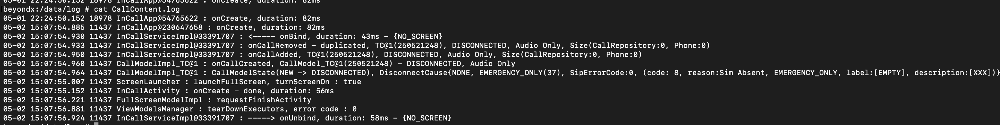 05-01 22:24:50.152 18978 InCallApp@54765622 : onCreate, duration: 82ms
beyondx:/data/log # cat CallContent.log
05-01 22:24:50.152 18978 InCallApp@54765622 : onCreate, duration: 82ms
05-02 15:07:54.885 11437 InCallApp@230647658 : onCreate, duration: 82ms
05-02 15:07:54.930 11437 InCallServiceImpl@33391707 : <----- onBind, duration: 43ms - {NO_SCREEN}
05-02 15:07:54.933 11437 InCallServiceImpl@33391707 : onCallRemoved - duplicated, TC@1(250521248), DISCONNECTED, Audio Only, Size(CallRepository:0, Phone:0)
05-02 15:07:54.950 11437 InCallServiceImpl@33391707 : onCallAdded, TC@1(250521248), DISCONNECTED, Audio Only, Size(CallRepository:0, Phone:0)
05-02 15:07:54.960 11437 CallModelImpl_TC@1 : onCallCreated, CallModel_TC@1(250521248) - DISCONNECTED, Audio Only
05-02 15:07:54.964 11437 CallModelImpl_TC@1 : CallModelState(NEW -> DISCONNECTED), DisconnectCause{NONE, EMERGENCY_ONLY(37), SipErrorCode:0, (code: 8, reason:Sim Absent, EMERGENCY_ONLY, label:[EMPTY], description:[XXX])}
05-02 15:07:55.007 11437 ScreenLauncher : launchFullScreen, turnScreenOn : true
05-02 15:07:55.152 11437 InCallActivity : onCreate - done, duration: 56ms
05-02 15:07:56.221 11437 FullScreenModelImpl : requestFinishActivity
05-02 15:07:56.881 11437 ViewModelsManager : tearDownExecutors, error code : 0
05-02 15:07:56.924 11437 InCallServiceImpl@33391707 : -----> onUnbind, duration: 58ms - {NO_SCREEN}